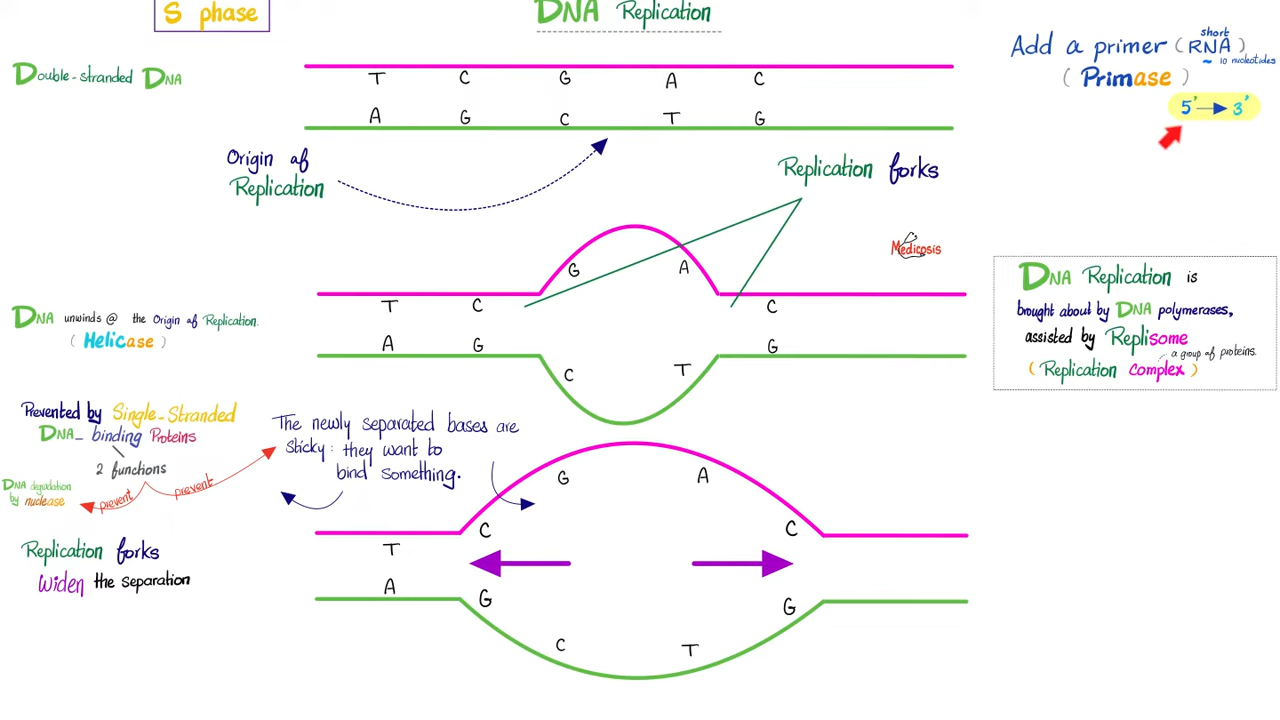 S phase
DNA Replication
Add a primer (RNA)
short
~ 10 nucleotides
(Primase)
5' → 3'
Double-stranded DNA
T C G A C
A G C T G
Origin of
Replication
Replication forks
Medicosis
G A
T C C
A G G
C T
DNA unwinds @ the Origin of Replication.
(Helicase)
DNA Replication is
brought about by DNA polymerases,
assisted by Replisome
a group of proteins.
(Replication Complex)
Prevented by Single-Stranded
DNA-binding Proteins
2 functions
DNA degradation
by nuclease
prevent
prevent
The newly separated bases are
sticky: they want to
bind something.
Replication forks
Widen the separation
G A
C C
T
A
G G
C T